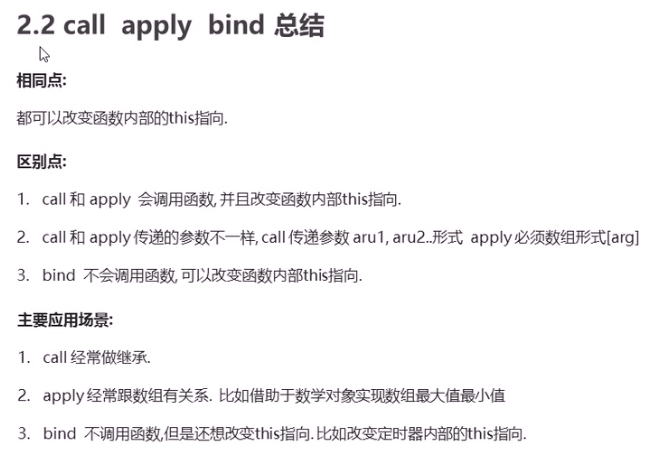 2.2 call apply bind 总结
相同点:
都可以改变函数内部的this指向.
区别点:
1. call 和 apply 会调用函数, 并且改变函数内部this指向.
2. call 和 apply 传递的参数不一样, call 传递参数 aru1, aru2..形式 apply 必须数组形式[arg]
3. bind 不会调用函数, 可以改变函数内部this指向.
主要应用场景:
1. call 经常做继承.
2. apply 经常跟数组有关系. 比如借助于数学对象实现数组最大值最小值
3. bind 不调用函数,但是还想改变this指向. 比如改变定时器内部的this指向.